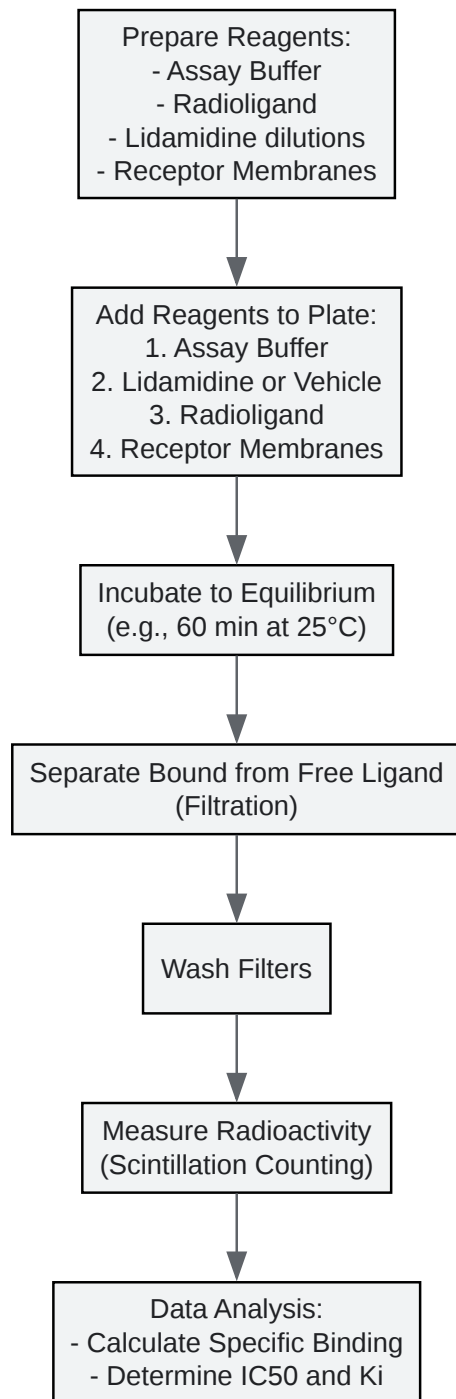 Prepare Reagents:
- Assay Buffer
- Radioligand
- Lidamidine dilutions
- Receptor Membranes
Add Reagents to Plate:
1. Assay Buffer
2. Lidamidine or Vehicle
3. Radioligand
4. Receptor Membranes
Incubate to Equilibrium
(e.g., 60 min at 25°C)
Separate Bound from Free Ligand
(Filtration)
Wash Filters
Measure Radioactivity
(Scintillation Counting)
Data Analysis:
- Calculate Specific Binding
- Determine IC50 and Ki